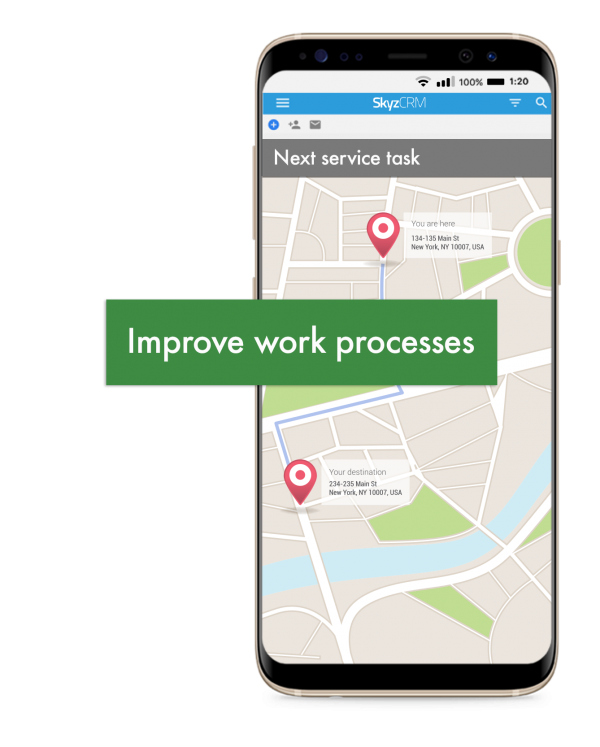 100% 1:20
SkyzCRM
Next service task
You are here
134-135 Main St
New York, NY 10007, USA
Improve work processes
Your destination
234-235 Main St
New York, NY 10007, USA